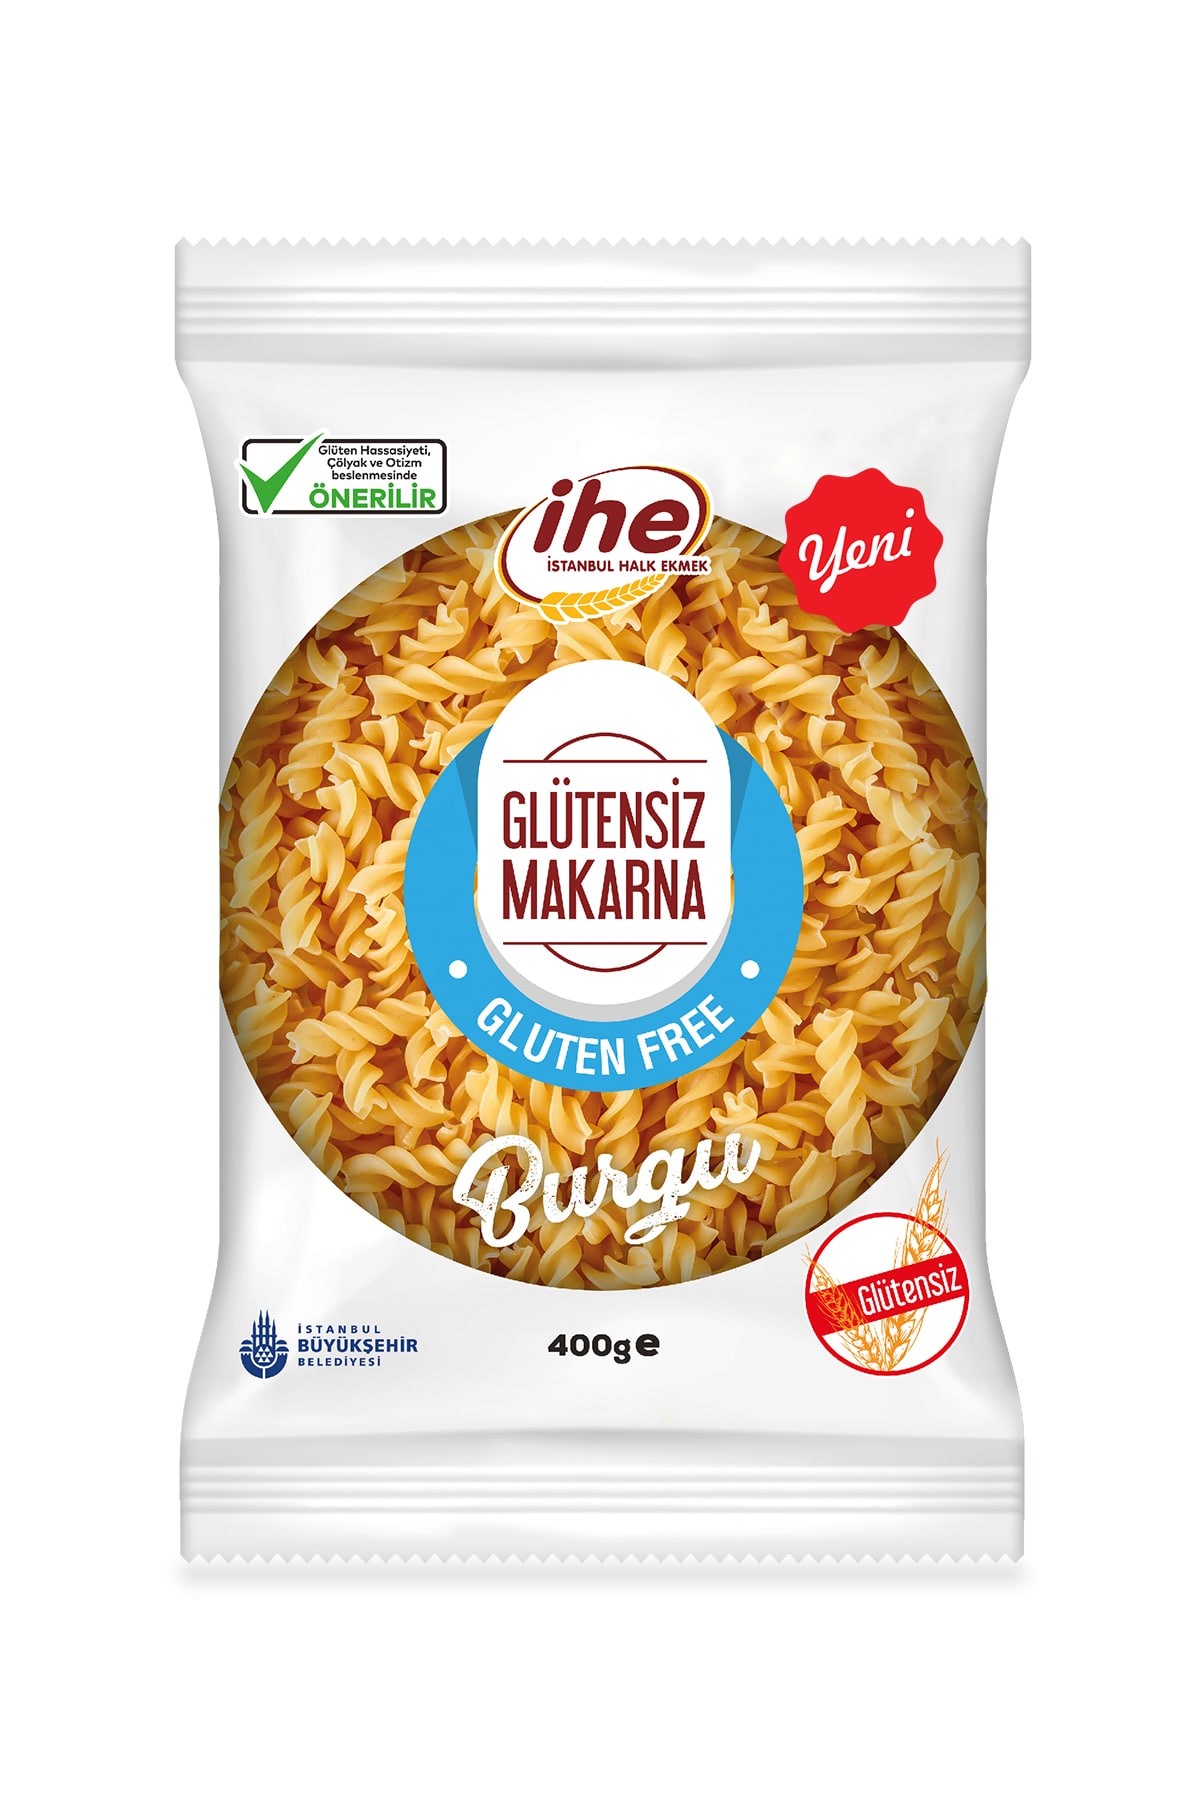 Glüten Hassasiyeti,
Çölyak ve Otizm
beslenmesinde
ÖNERİLİR
ihe
İSTANBUL HALK EKMEK
Yeni
GLÜTENSİZ
MAKARNA
GLUTEN FREE
Burgu
Glütensiz
İSTANBUL
BÜYÜKŞEHİR
BELEDİYESİ
400g e